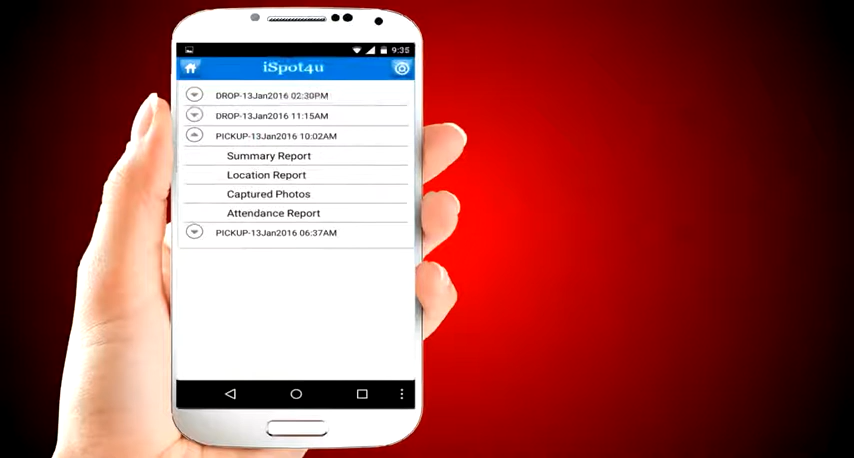 9:35
iSpot4u
DROP-13Jan2016 02:30PM
DROP-13Jan2016 11:15AM
PICKUP-13Jan2016 10:02AM
Summary Report
Location Report
Captured Photos
Attendance Report
PICKUP-13Jan2016 06:37AM